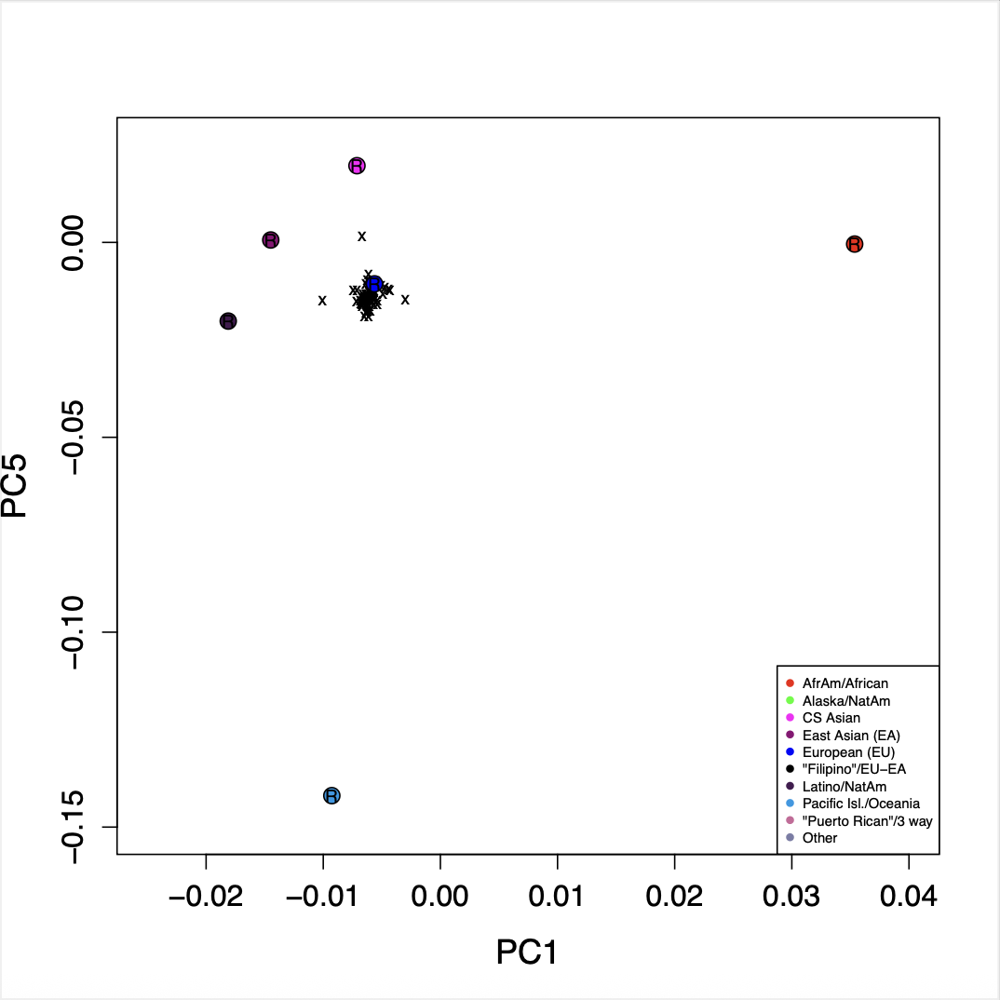 PC5
0.00
−0.05
−0.10
−0.15
R
R
R
R
R
R
x
x
x
AfrAm/African
Alaska/NatAm
CS Asian
East Asian (EA)
European (EU)
"Filipino"/EU−EA
Latino/NatAm
Pacific Isl./Oceania
"Puerto Rican"/3 way
Other
−0.02
−0.01
0.00
0.01
0.02
0.03
0.04
PC1